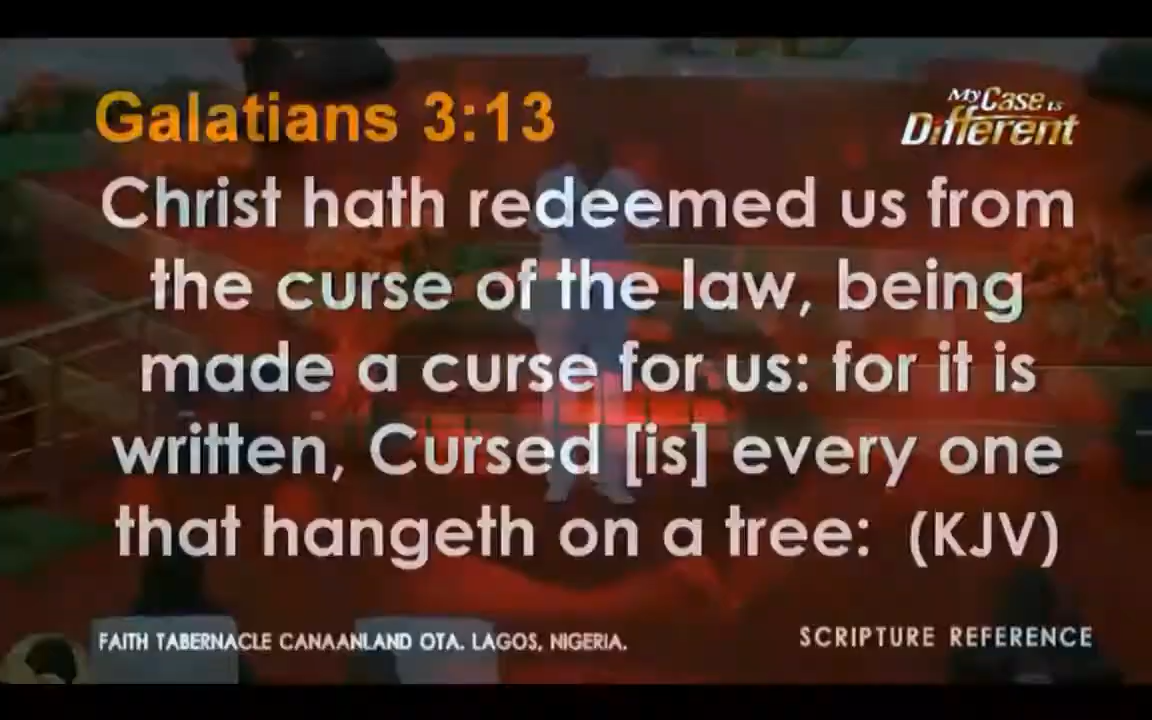 Galatians 3:13
My Case is
Different
Christ hath redeemed us from
the curse of the law, being
made a curse for us: for it is
written, Cursed [is] every one
that hangeth on a tree: (KJV)
FAITH TABERNACLE CANAANLAND OTA. LAGOS, NIGERIA.
SCRIPTURE REFERENCE